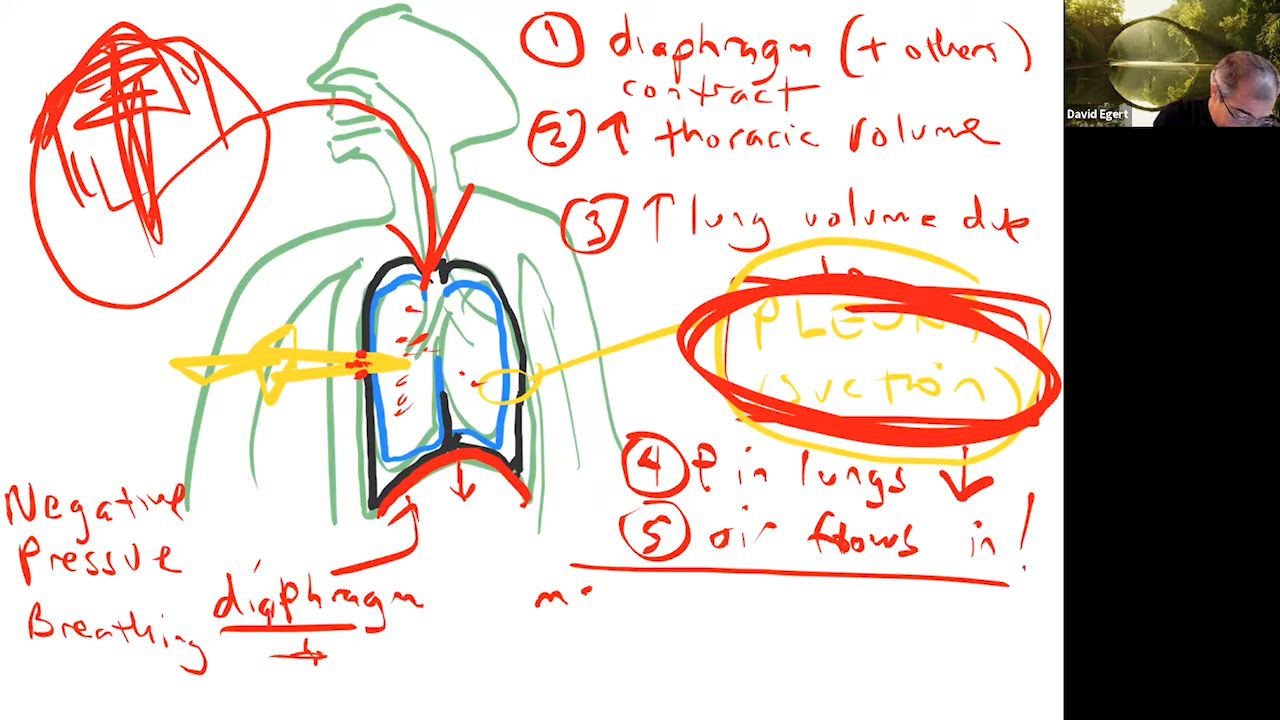 ① diaphragm (+ others)
contract
② ↑ thoracic volume
③ ↑ lung volume due
to
PLEURA
(suction)
④ P in lungs ↓
⑤ air flows in!
Negative
Pressure
Breathing
diaphragm
David Egert